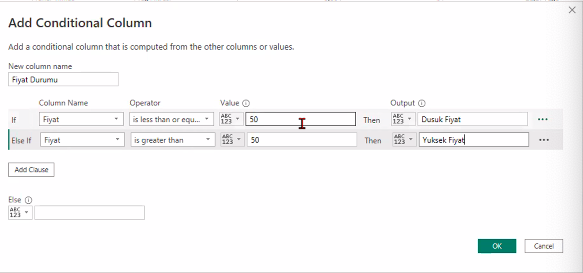 Add Conditional Column
Add a conditional column that is computed from the other columns or values.
New column name
Fiyat Durumu
Column Name Operator Value Output
If Fiyat is less than or equ... ABC 123 50 Then ABC 123 Dusuk Fiyat ...
Else If Fiyat is greater than ABC 123 50 Then ABC 123 Yuksek Fiyat ...
Add Clause
Else
ABC 123
OK Cancel